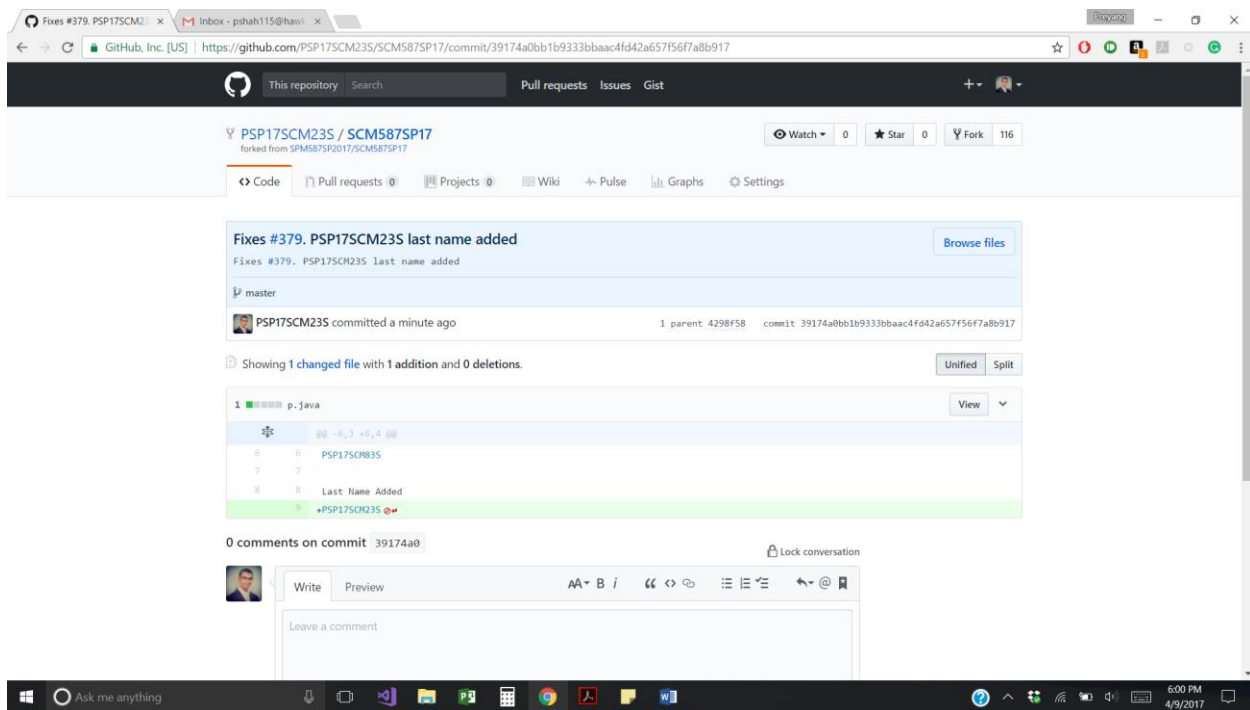 Fixes #379. PSP17SCM23 Inbox - pshah115@hawk Preyang
GitHub, Inc. [US] https://github.com/PSP17SCM23S/SCM587SP17/commit/39174a0bb1b9333bbaac4fd42a657f56f7a8b917
This repository Search Pull requests Issues Gist
PSP17SCM23S / SCM587SP17 Watch 0 Star 0 Fork 116
forked from SPM587SP2017/SCM587SP17
Code Pull requests 0 Projects 0 Wiki Pulse Graphs Settings
Fixes #379. PSP17SCM23S last name added Browse files
Fixes #379. PSP17SCM23S last name added
master
PSP17SCM23S committed a minute ago 1 parent 4298f58 commit 39174a0bb1b9333bbaac4fd42a657f56f7a8b917
Showing 1 changed file with 1 addition and 0 deletions. Unified Split
1 p.java View
@@ -6,3 +6,4 @@
6 6 PSP17SCM83S
7 7
8 8 Last Name Added
9 +PSP17SCM23S
0 comments on commit 39174a0 Lock conversation
Write Preview AA B i
Leave a comment
Ask me anything 6:00 PM
4/9/2017